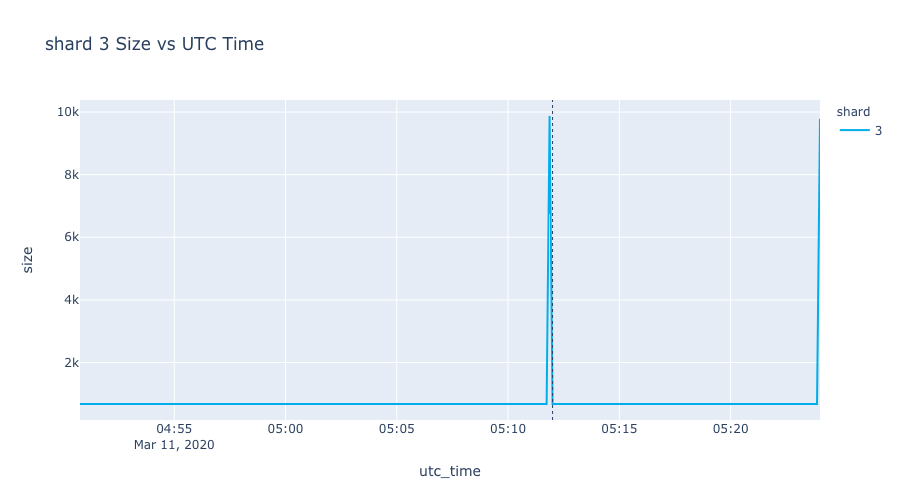 shard 3 Size vs UTC Time
10k
8k
6k
4k
2k
size
04:55
05:00
05:05
05:10
05:15
05:20
Mar 11, 2020
utc_time
shard
3